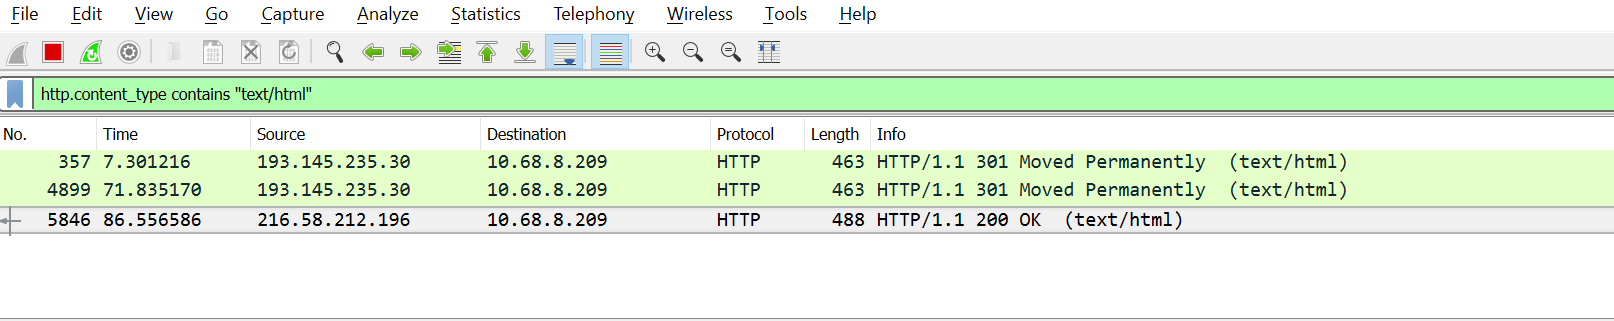 File Edit View Go Capture Analyze Statistics Telephony Wireless Tools Help
http.content_type contains "text/html"
No. Time Source Destination Protocol Length Info
357 7.301216 193.145.235.30 10.68.8.209 HTTP 463 HTTP/1.1 301 Moved Permanently (text/html)
4899 71.835170 193.145.235.30 10.68.8.209 HTTP 463 HTTP/1.1 301 Moved Permanently (text/html)
5846 86.556586 216.58.212.196 10.68.8.209 HTTP 488 HTTP/1.1 200 OK (text/html)